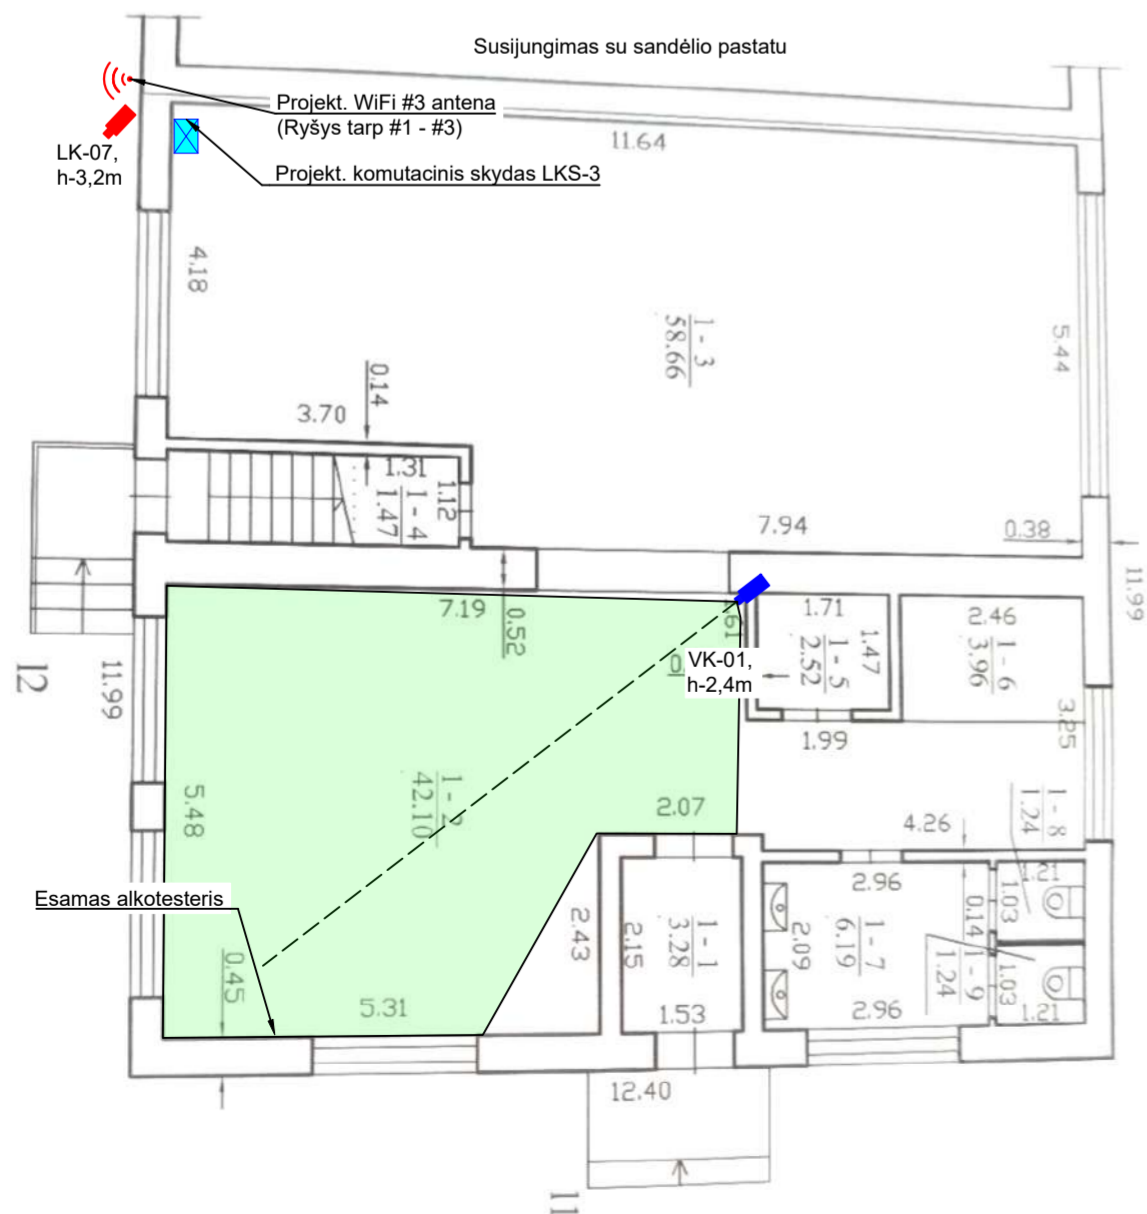 Susijungimas su sandėlio pastatu
Projekt. WiFi #3 antena
(Ryšys tarp #1 - #3)
11.64
LK-07,
h-3,2m
Projekt. komutacinis skydas LKS-3
4.18
1 - 3
58.66
5.44
0.14
3.70
1.31
1.12
1 - 4
1.47
7.94
0.38
11.99
7.19
0.52
.61
1.71
1.47
1 - 5
2.52
2.46
1 - 6
3.96
12
11.99
VK-01,
h-2,4m
0.
1.99
3.25
5.48
1 - 2
42.10
2.07
4.26
1 - 8
1.24
Esamas alkotesteris
2.43
2.15
1 - 1
3.28
2.96
2.09
1 - 7
6.19
0.14
1.03
1.21
0.45
5.31
1.53
2.96
1 - 9
1.24
1.03
1.21
12.40
11